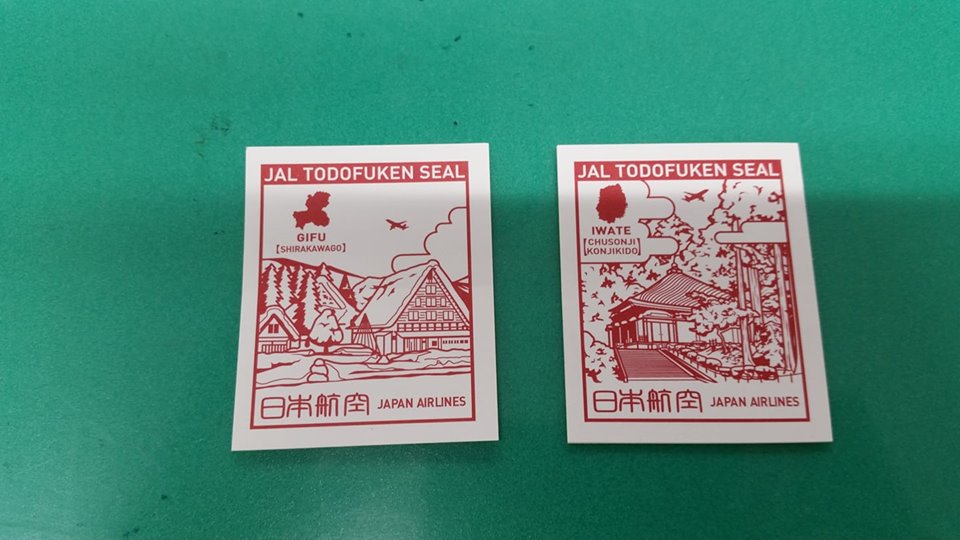 JAL TODOFUKEN SEAL
GIFU
【SHIRAKAWAGO】
日本航空 JAPAN AIRLINES
JAL TODOFUKEN SEAL
IWATE
【CHUSONJI
KONJIKIDO】
日本航空 JAPAN AIRLINES